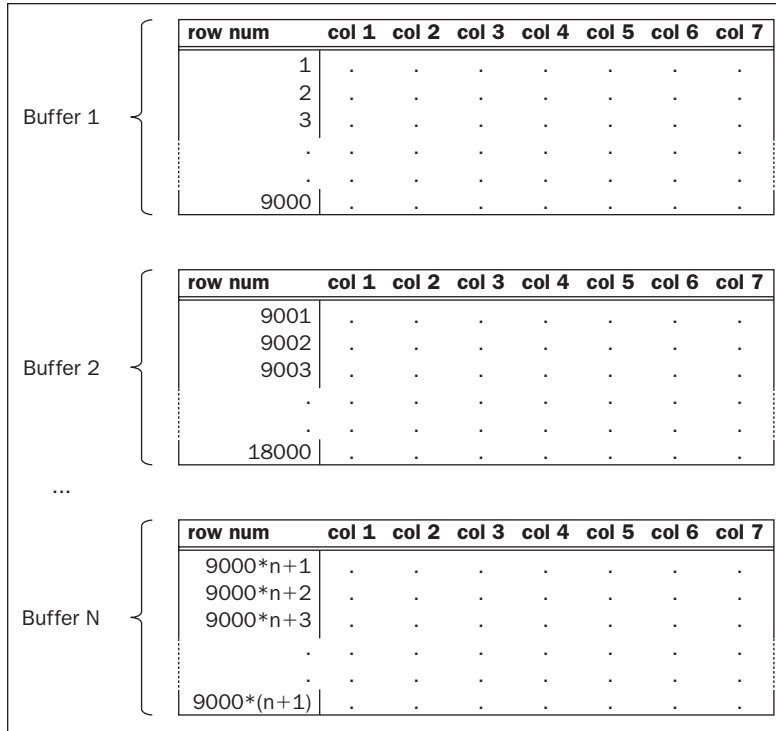 row num col 1 col 2 col 3 col 4 col 5 col 6 col 7
1 . . . . . . .
2 . . . . . . .
Buffer 1
3 . . . . . . .
. . . . . . . .
. . . . . . . .
9000 . . . . . . .
row num col 1 col 2 col 3 col 4 col 5 col 6 col 7
9001 . . . . . . .
9002 . . . . . . .
Buffer 2
9003 . . . . . . .
. . . . . . . .
. . . . . . . .
18000 . . . . . . .
...
row num col 1 col 2 col 3 col 4 col 5 col 6 col 7
9000*n+1 . . . . . . .
9000*n+2 . . . . . . .
Buffer N
9000*n+3 . . . . . . .
. . . . . . . .
. . . . . . . .
9000*(n+1) . . . . . . .